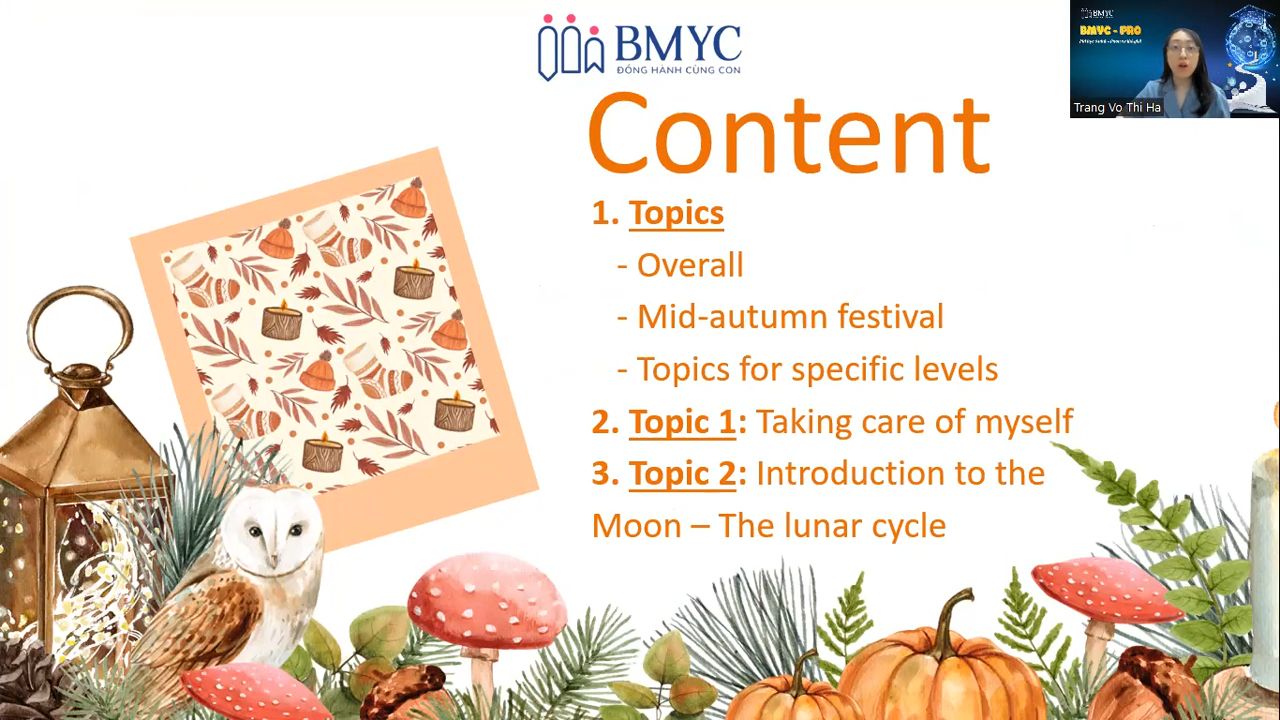 BMYC
ĐỒNG HÀNH CÙNG CON
BMYC
BMYC - PRO
Trang Vo Thi Ha
Content
1. Topics
- Overall
- Mid-autumn festival
- Topics for specific levels
2. Topic 1: Taking care of myself
3. Topic 2: Introduction to the
Moon – The lunar cycle